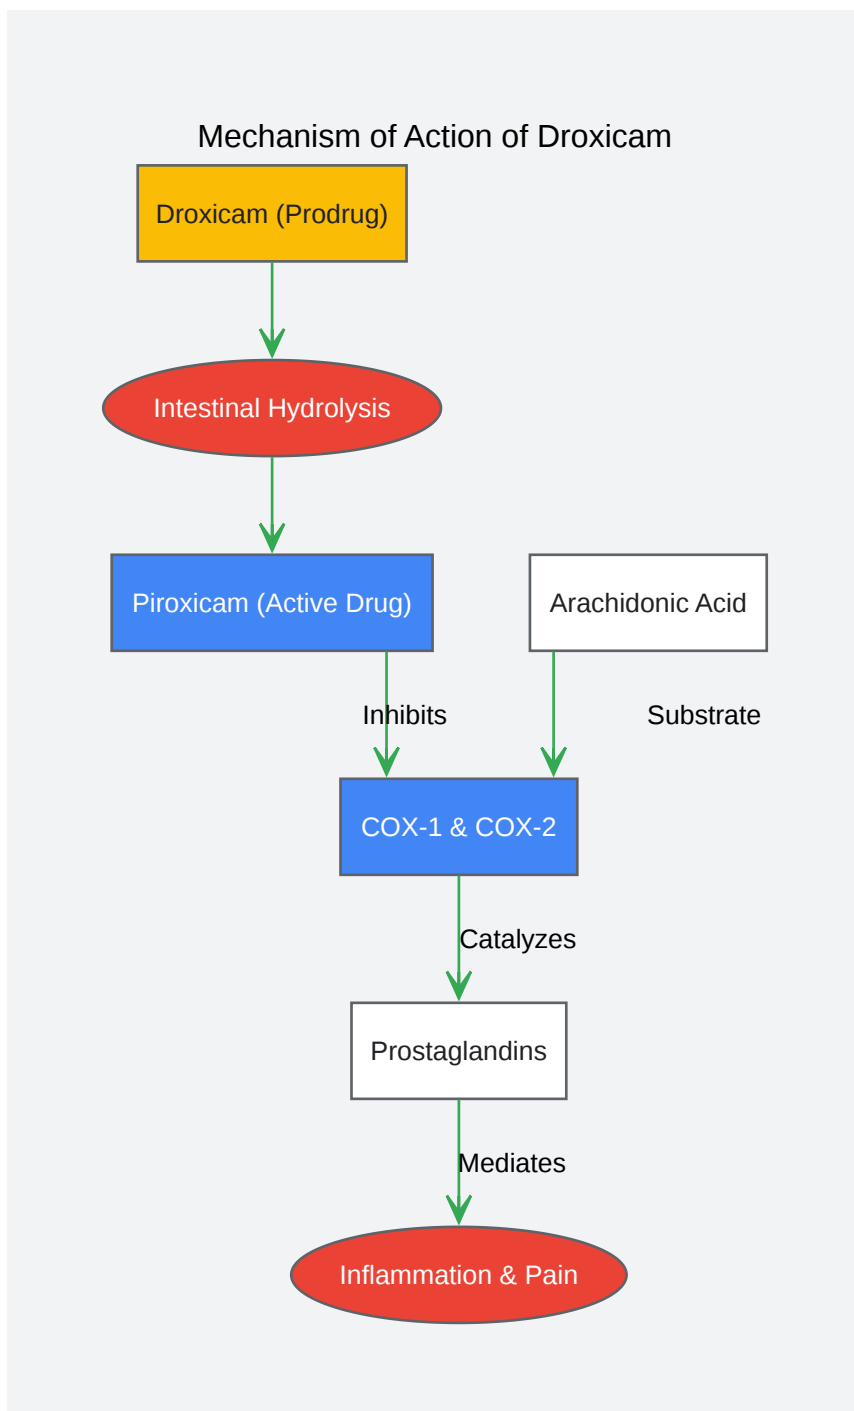 Mechanism of Action of Droxicam
Droxicam (Prodrug)
Intestinal Hydrolysis
Piroxicam (Active Drug)
Arachidonic Acid
Inhibits
Substrate
COX-1 & COX-2
Catalyzes
Prostaglandins
Mediates
Inflammation & Pain